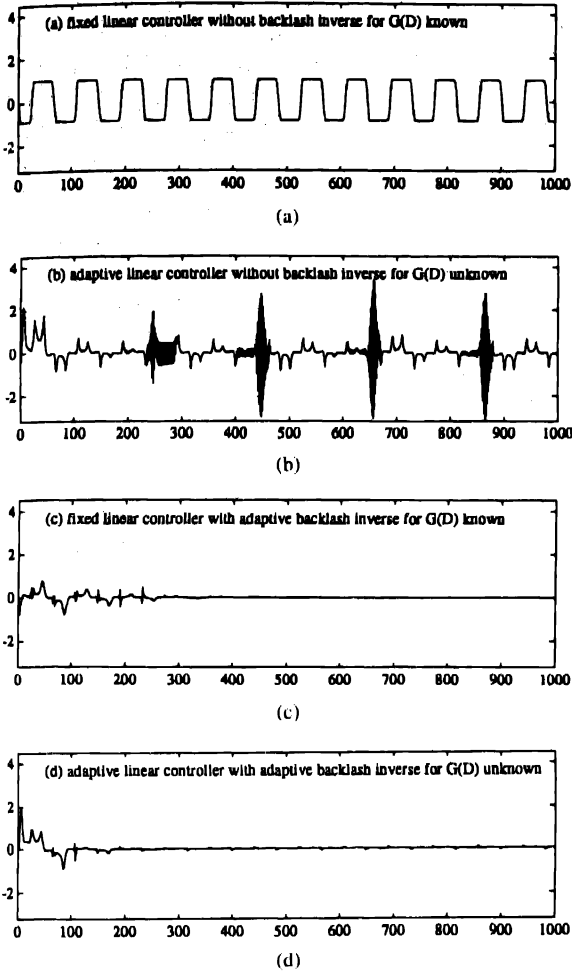 (a) fixed linear controller without backlash inverse for G(D) known
4
2
0
-2
0 100 200 300 400 500 600 700 800 900 1000
(a)
(b) adaptive linear controller without backlash inverse for G(D) unknown
4
2
0
-2
0 100 200 300 400 500 600 700 800 900 1000
(b)
(c) fixed linear controller with adaptive backlash inverse for G(D) known
4
2
0
-2
0 100 200 300 400 500 600 700 800 900 1000
(c)
(d) adaptive linear controller with adaptive backlash inverse for G(D) unknown
4
2
0
-2
0 100 200 300 400 500 600 700 800 900 1000
(d)